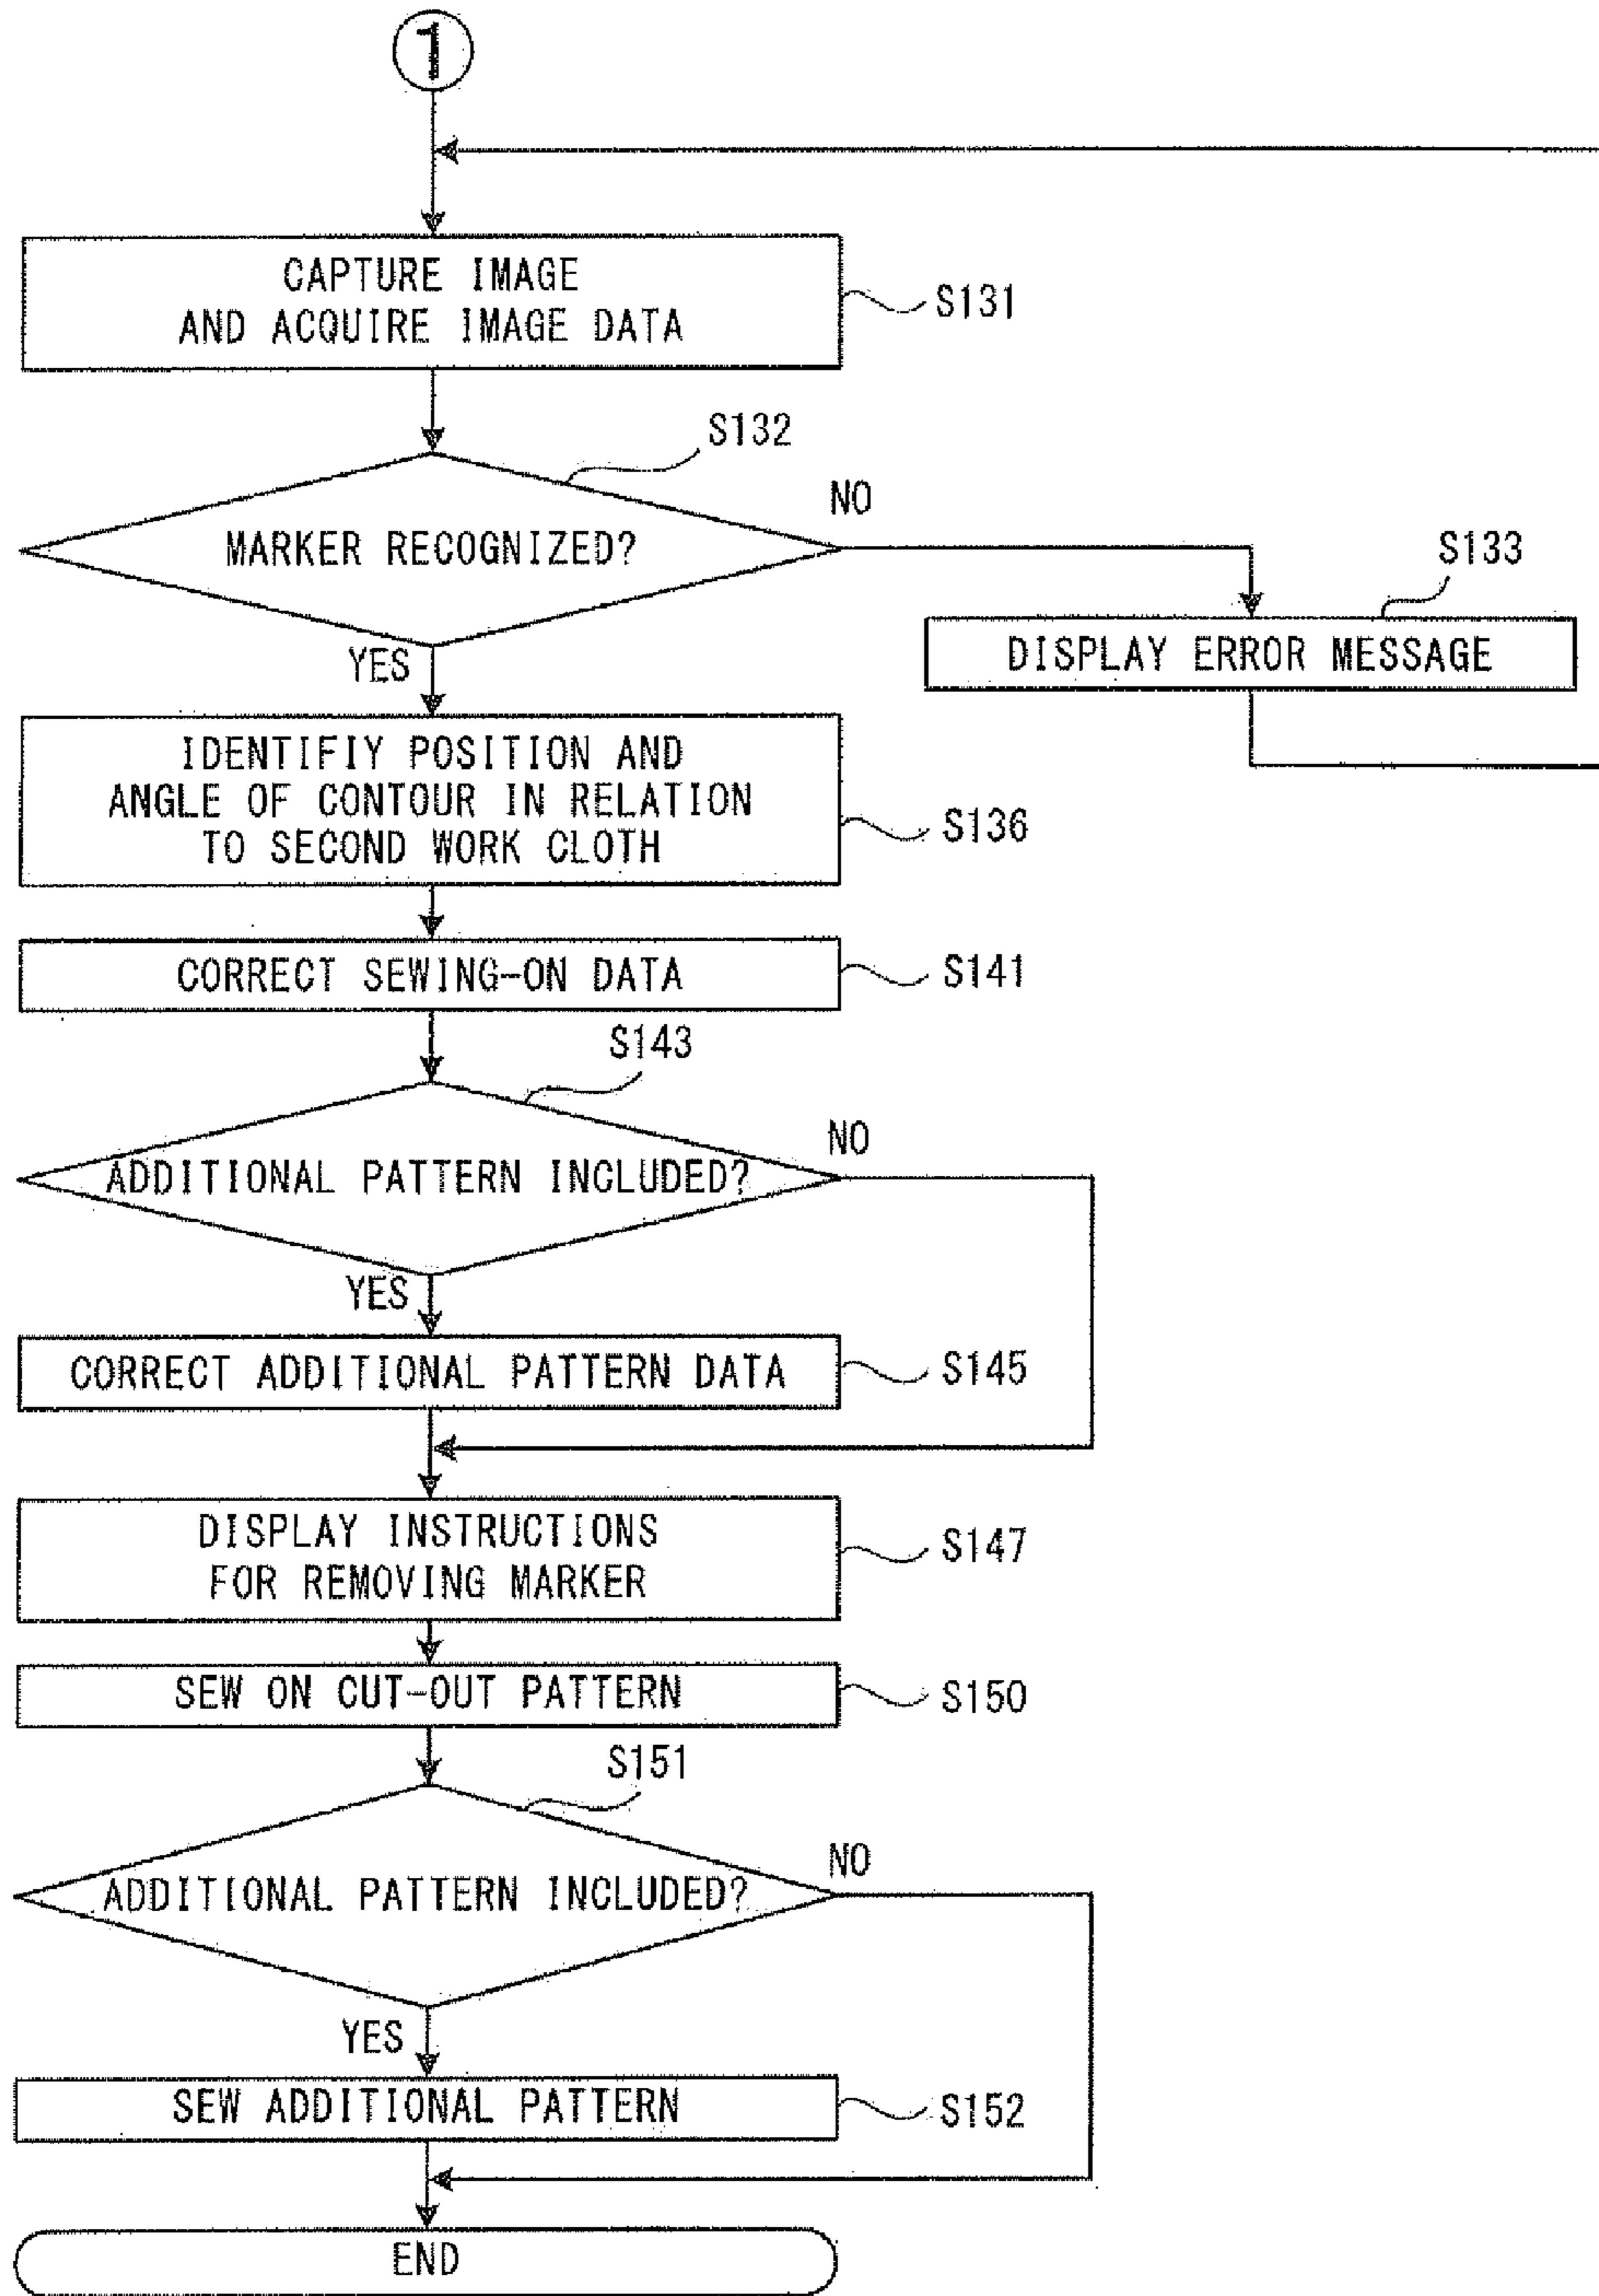 1
CAPTURE IMAGE
AND ACQUIRE IMAGE DATA
S131
S132
MARKER RECOGNIZED?
NO
S133
DISPLAY ERROR MESSAGE
YES
IDENTIFIY POSITION AND
ANGLE OF CONTOUR IN RELATION
TO SECOND WORK CLOTH
S136
CORRECT SEWING-ON DATA
S141
S143
ADDITIONAL PATTERN INCLUDED?
NO
YES
CORRECT ADDITIONAL PATTERN DATA
S145
DISPLAY INSTRUCTIONS
FOR REMOVING MARKER
S147
SEW ON CUT-OUT PATTERN
S150
S151
ADDITIONAL PATTERN INCLUDED?
NO
YES
SEW ADDITIONAL PATTERN
S152
END